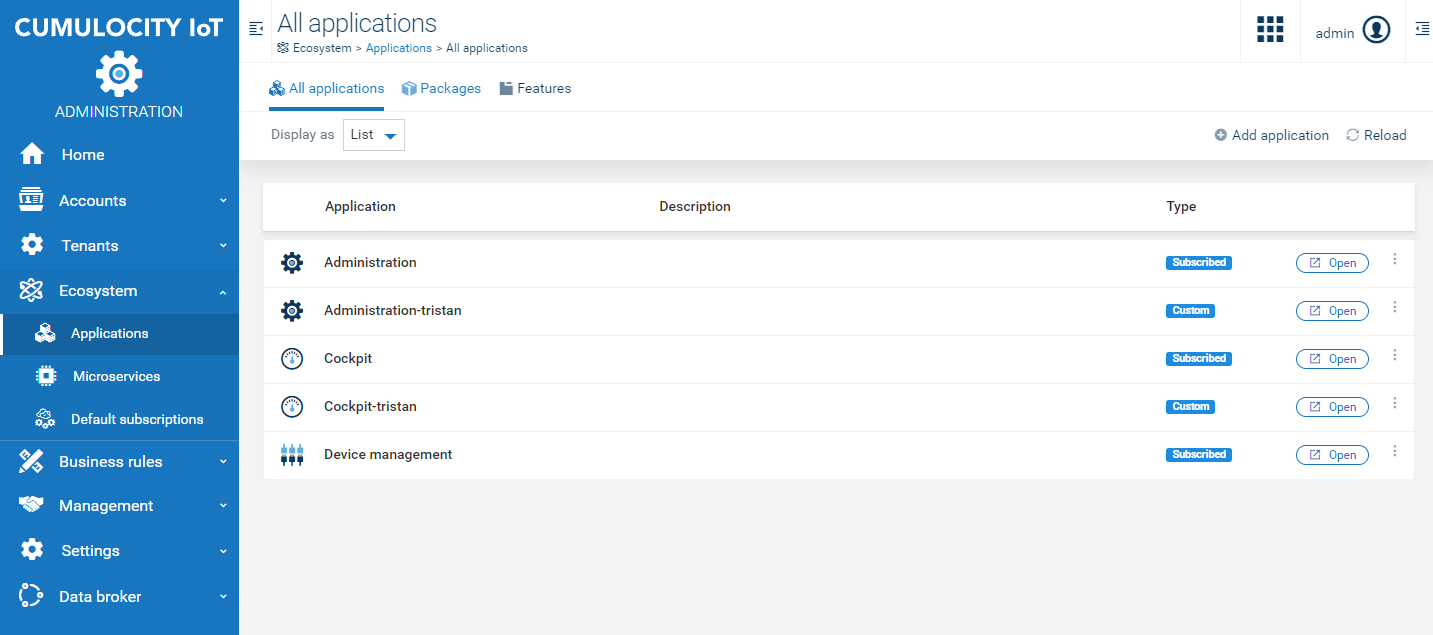 CUMULOCITY IoT
ADMINISTRATION
Home
Accounts
Tenants
Ecosystem
Applications
Microservices
Default subscriptions
Business rules
Management
Settings
Data broker
All applications
Ecosystem > Applications > All applications
admin
All applications Packages Features
Display as List Add application Reload
Application Description Type
Administration Subscribed Open
Administration-tristan Custom Open
Cockpit Subscribed Open
Cockpit-tristan Custom Open
Device management Subscribed Open